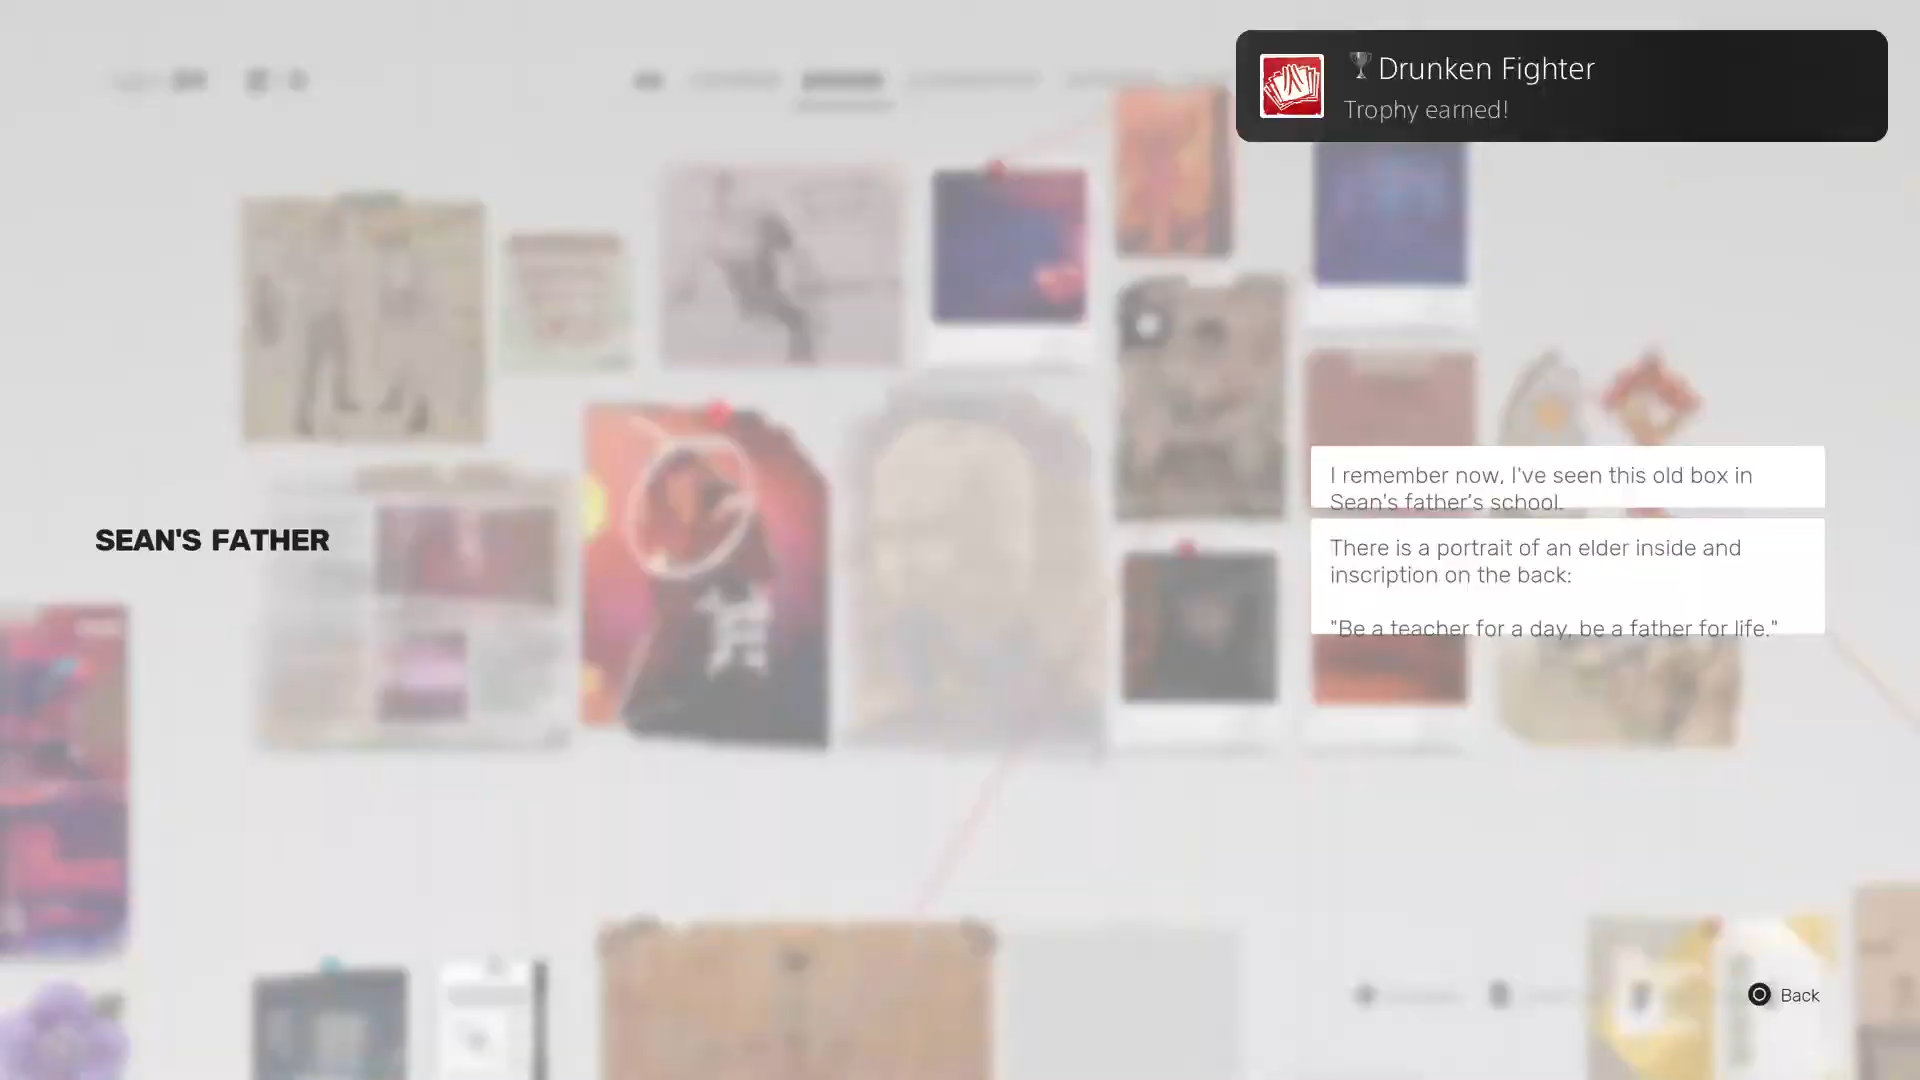 Drunken Fighter
Trophy earned!
I remember now, I've seen this old box in
Sean's father's school.
SEAN'S FATHER
There is a portrait of an elder inside and
inscription on the back:
"Be a teacher for a day, be a father for life."
Back